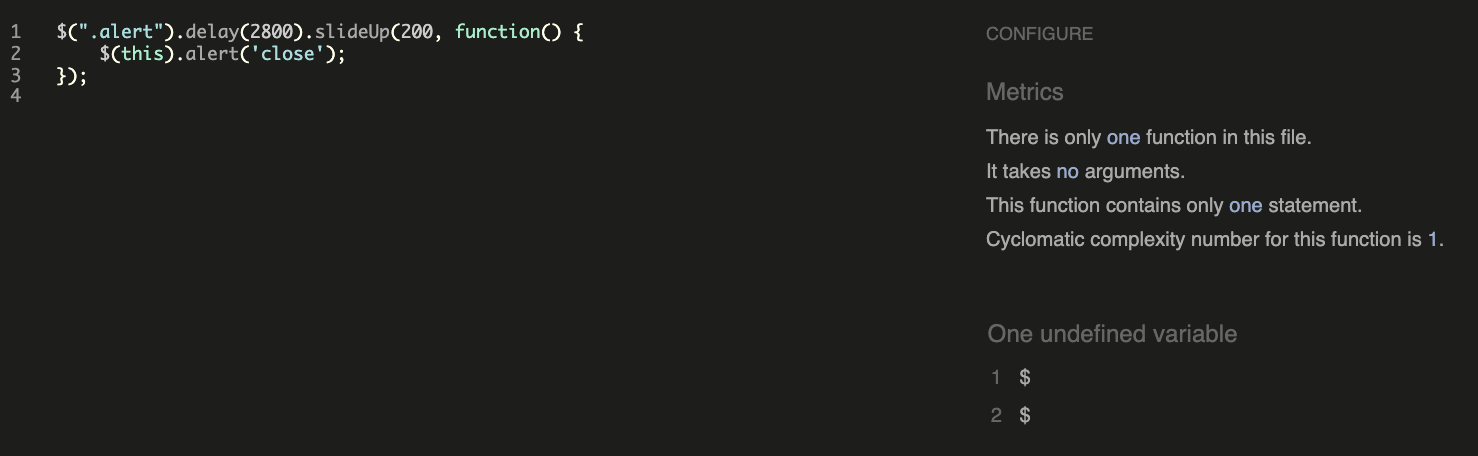 1 $(".alert").delay(2800).slideUp(200, function() {
2     $(this).alert('close');
3 });
4
CONFIGURE
Metrics
There is only one function in this file.
It takes no arguments.
This function contains only one statement.
Cyclomatic complexity number for this function is 1.
One undefined variable
1 $
2 $